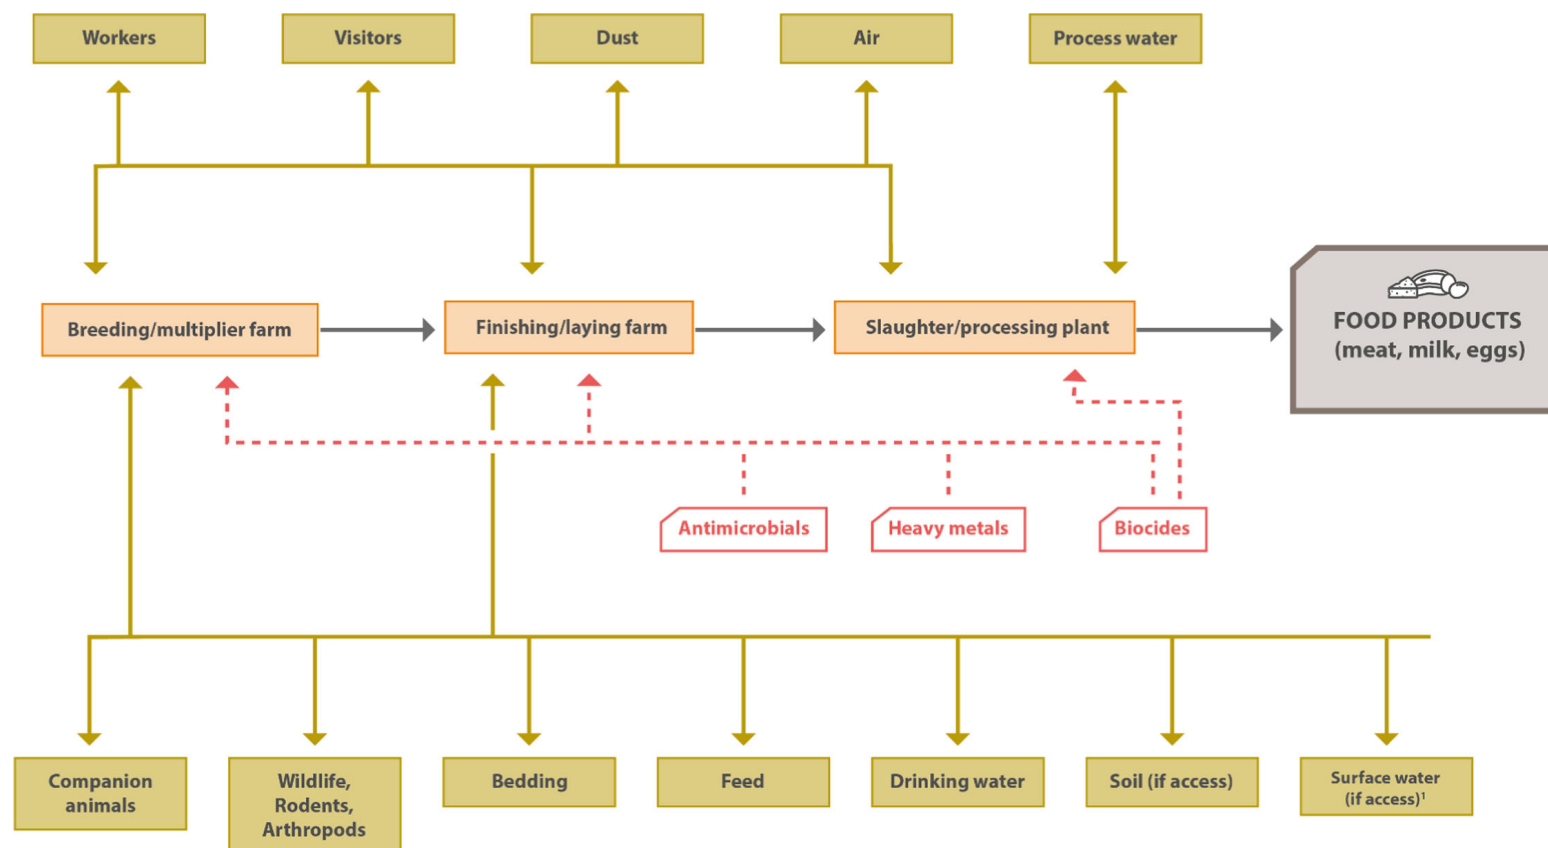 Workers
Visitors
Dust
Air
Process water
Breeding/multiplier farm
Finishing/laying farm
Slaughter/processing plant
FOOD PRODUCTS
(meat, milk, eggs)
Antimicrobials
Heavy metals
Biocides
Companion
animals
Wildlife,
Rodents,
Arthropods
Bedding
Feed
Drinking water
Soil (if access)
Surface water
(if access)¹